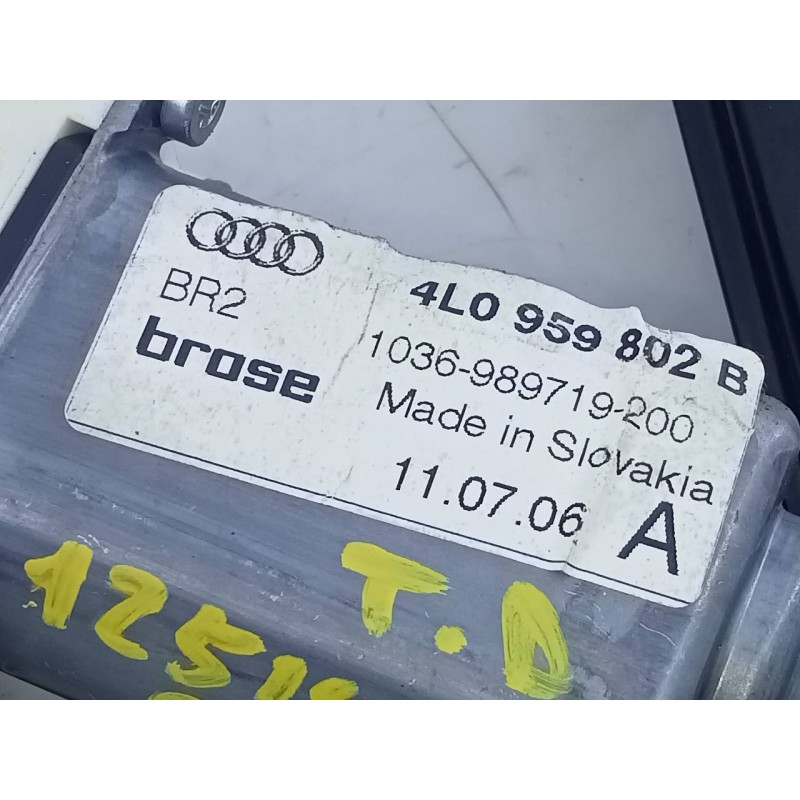 BR2
brose
4L0 959 802 B
1036-989719-200
Made in Slovakia
11.07.06 A
T.D